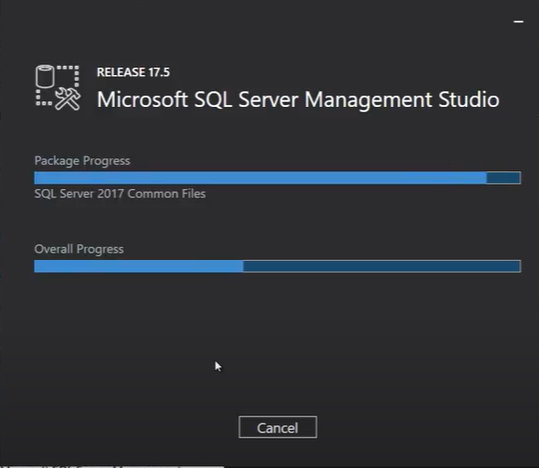 RELEASE 17.5
Microsoft SQL Server Management Studio
Package Progress
SQL Server 2017 Common Files
Overall Progress
Cancel